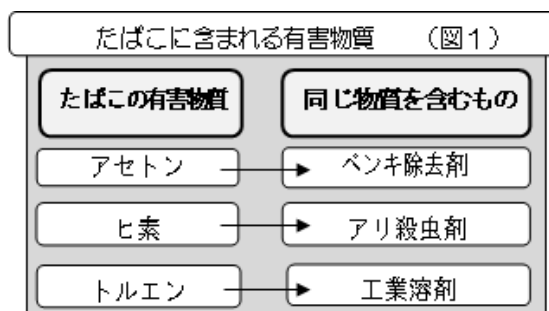 たばこに含まれる有害物質 (図1)
たばこの有害物質 同じ物質を含むもの
アセトン ペンキ除去剤
ヒ素 アリ殺虫剤
トルエン 工業溶剤